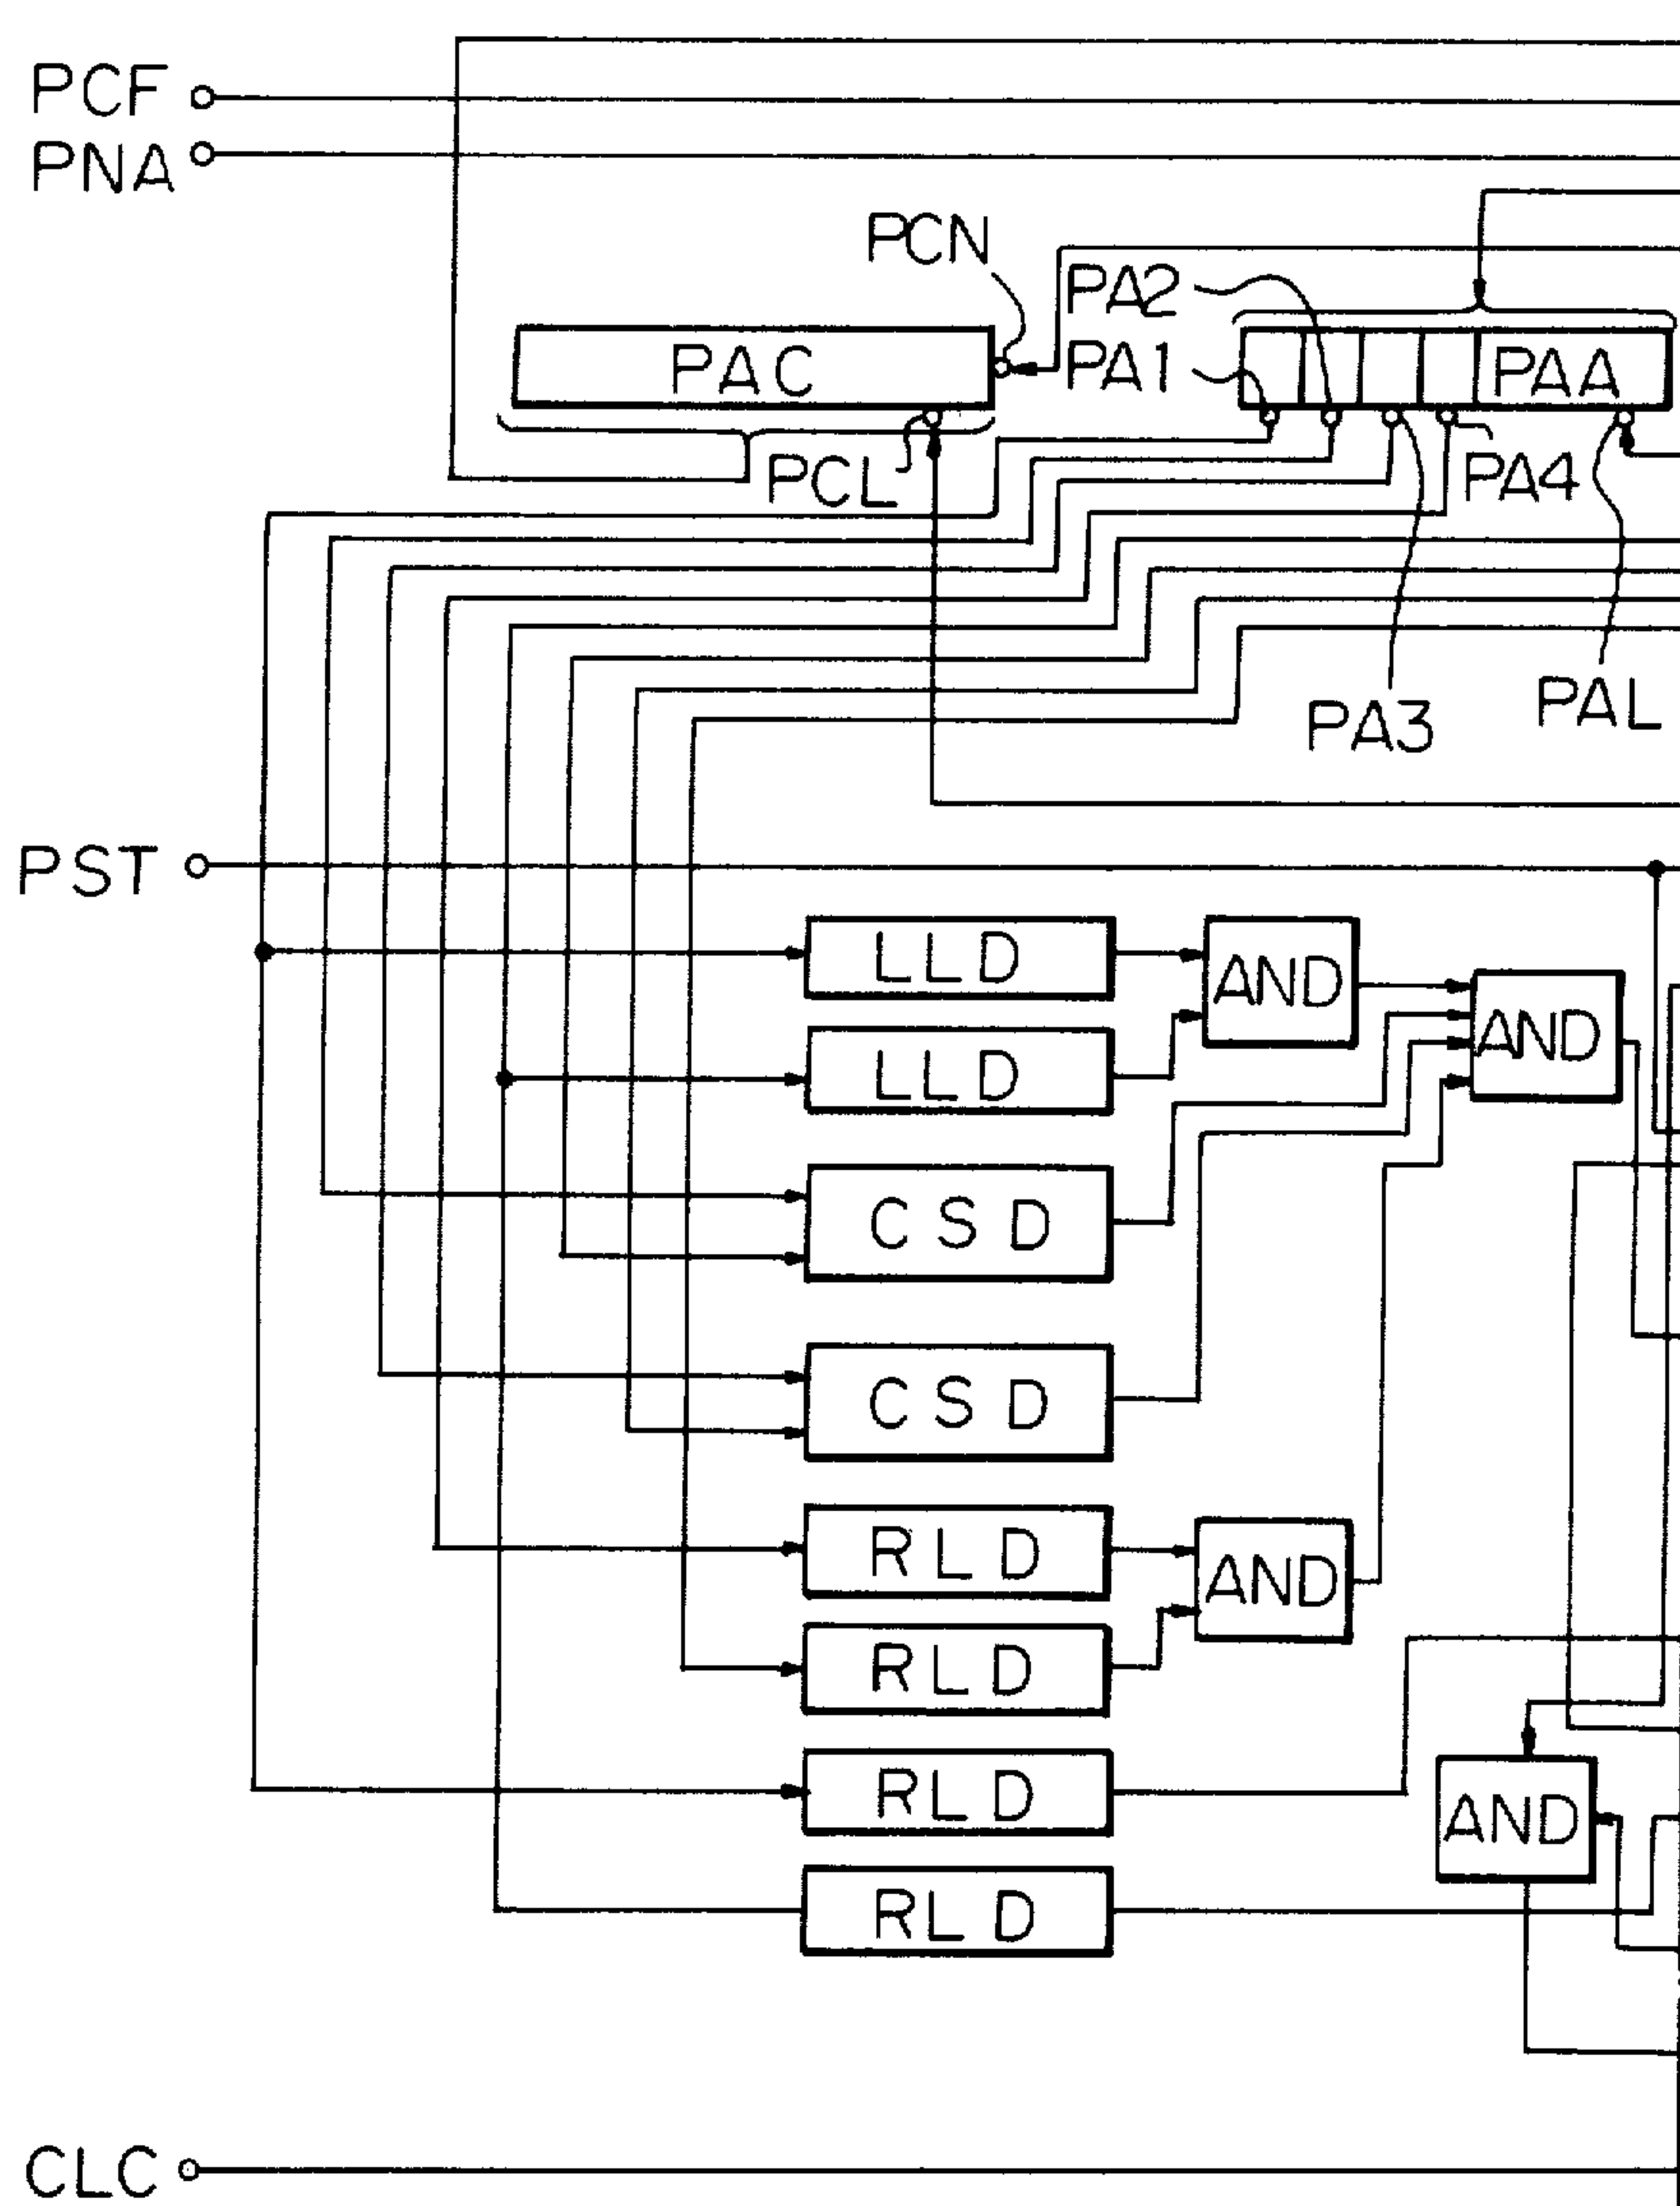 PCF
PNA
PCN
PA2
PAC
PA1
PAA
PCL
PA4
PA3
PAL
PST
LLD
AND
LLD
AND
CSD
CSD
RLD
AND
RLD
RLD
AND
RLD
CLC